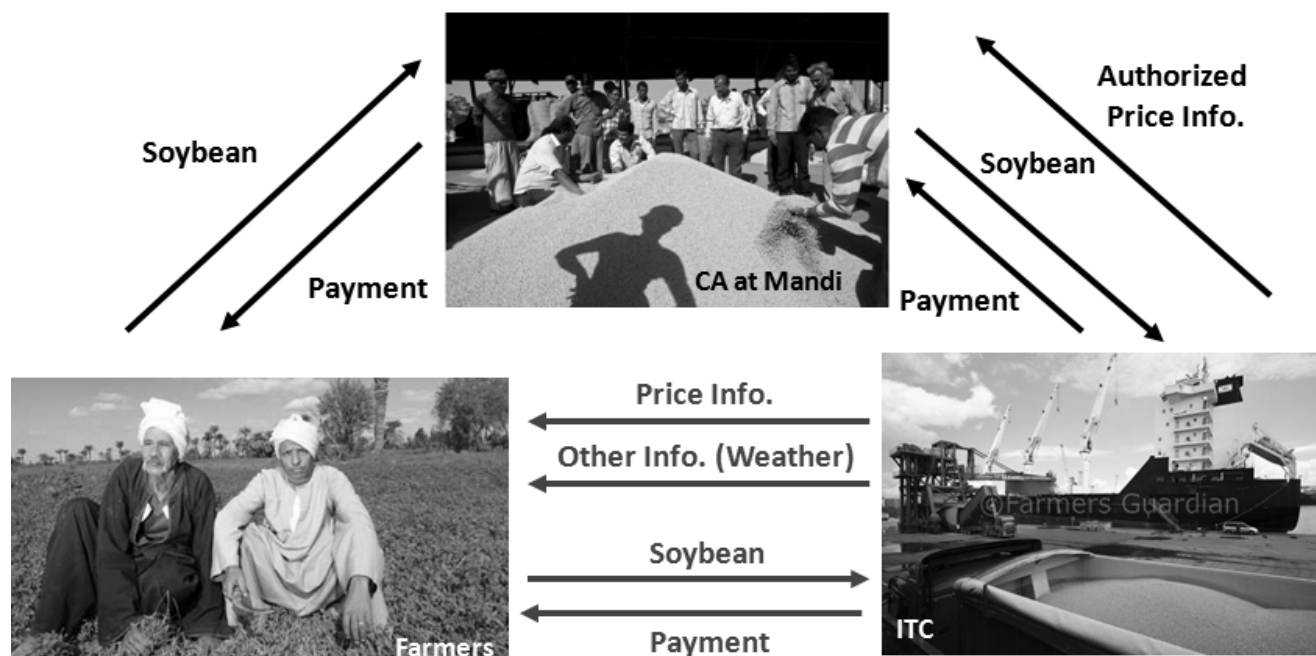 Authorized
Price Info.
Soybean
Soybean
Payment
CA at Mandi
Payment
Price Info.
Other Info. (Weather)
©Farmers Guardian
Soybean
Payment
Farmers
ITC